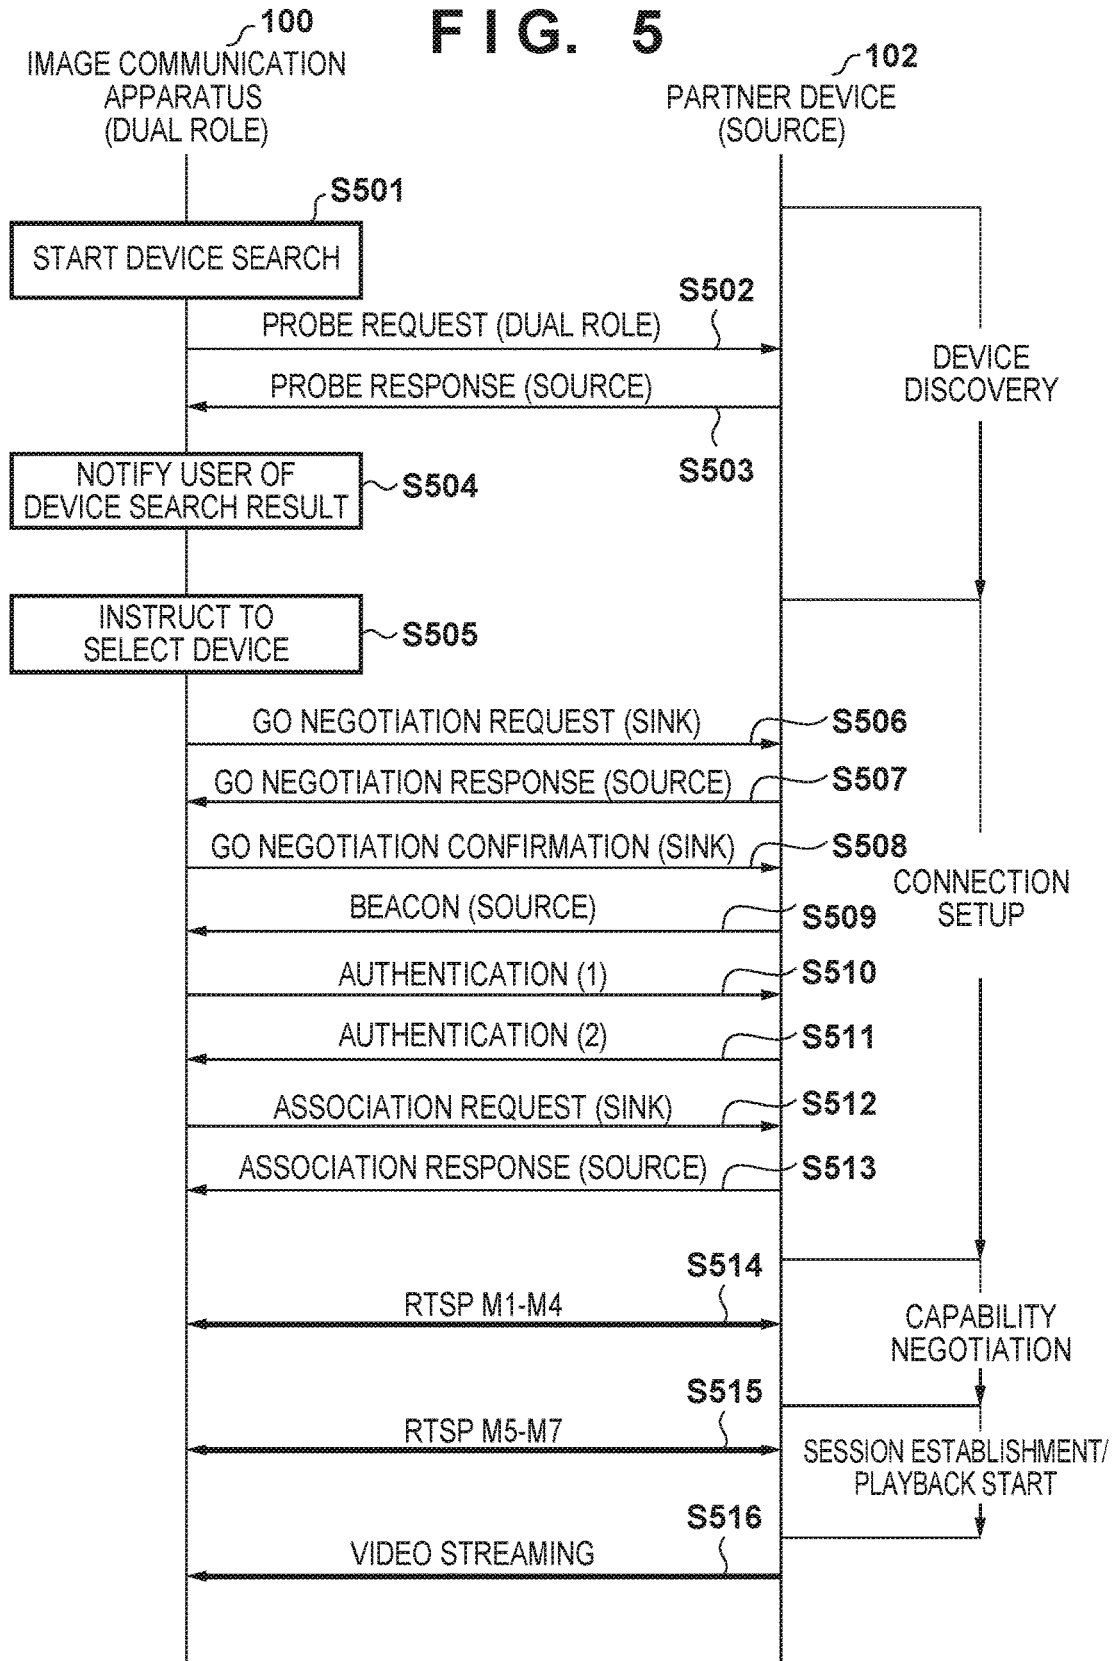 FIG. 5
100
IMAGE COMMUNICATION
APPARATUS
(DUAL ROLE)
102
PARTNER DEVICE
(SOURCE)
S501
START DEVICE SEARCH
S502
PROBE REQUEST (DUAL ROLE)
DEVICE
DISCOVERY
PROBE RESPONSE (SOURCE)
S503
NOTIFY USER OF
DEVICE SEARCH RESULT
S504
INSTRUCT TO
SELECT DEVICE
S505
GO NEGOTIATION REQUEST (SINK)
S506
GO NEGOTIATION RESPONSE (SOURCE)
S507
GO NEGOTIATION CONFIRMATION (SINK)
S508
CONNECTION
SETUP
BEACON (SOURCE)
S509
AUTHENTICATION (1)
S510
AUTHENTICATION (2)
S511
ASSOCIATION REQUEST (SINK)
S512
ASSOCIATION RESPONSE (SOURCE)
S513
S514
RTSP M1-M4
CAPABILITY
NEGOTIATION
S515
RTSP M5-M7
SESSION ESTABLISHMENT/
PLAYBACK START
S516
VIDEO STREAMING